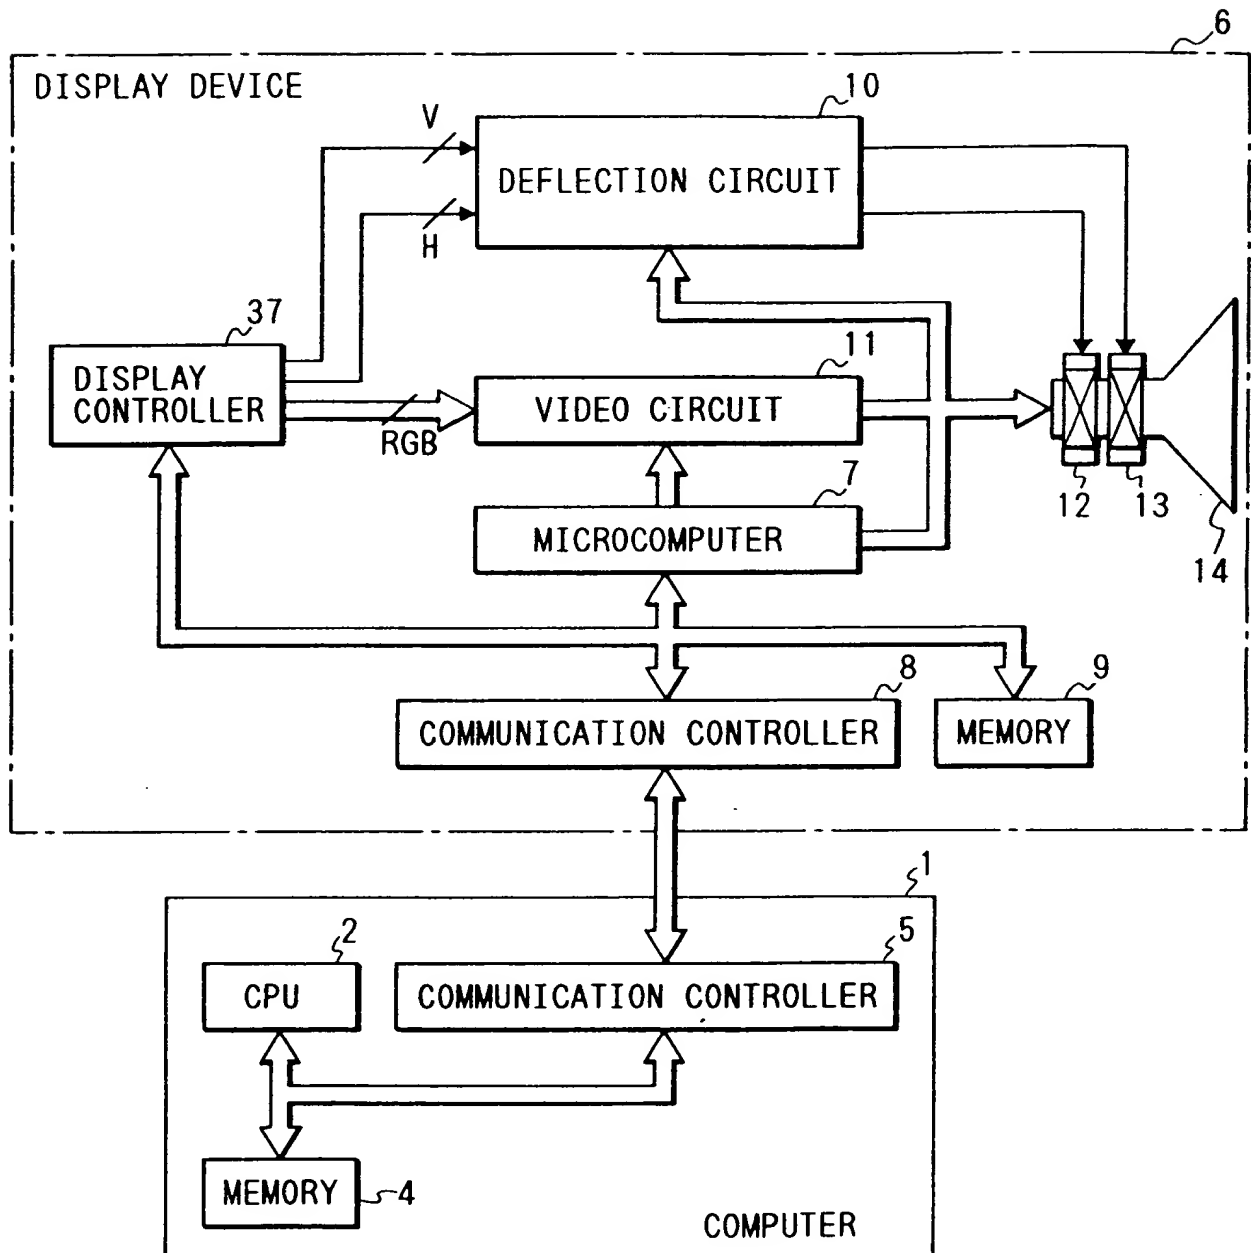 6
DISPLAY DEVICE
10
V
DEFLECTION CIRCUIT
H
37
11
DISPLAY
CONTROLLER
VIDEO CIRCUIT
RGB
7
12
13
MICROCOMPUTER
14
8
9
COMMUNICATION CONTROLLER
MEMORY
1
2
5
CPU
COMMUNICATION CONTROLLER
MEMORY
4
COMPUTER